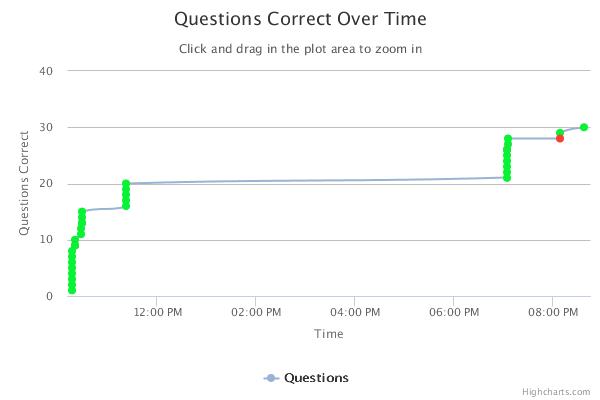 Questions Correct Over Time
Click and drag in the plot area to zoom in
Questions Correct
40
30
20
10
0
12:00 PM 02:00 PM 04:00 PM 06:00 PM 08:00 PM
Time
Questions
Highcharts.com